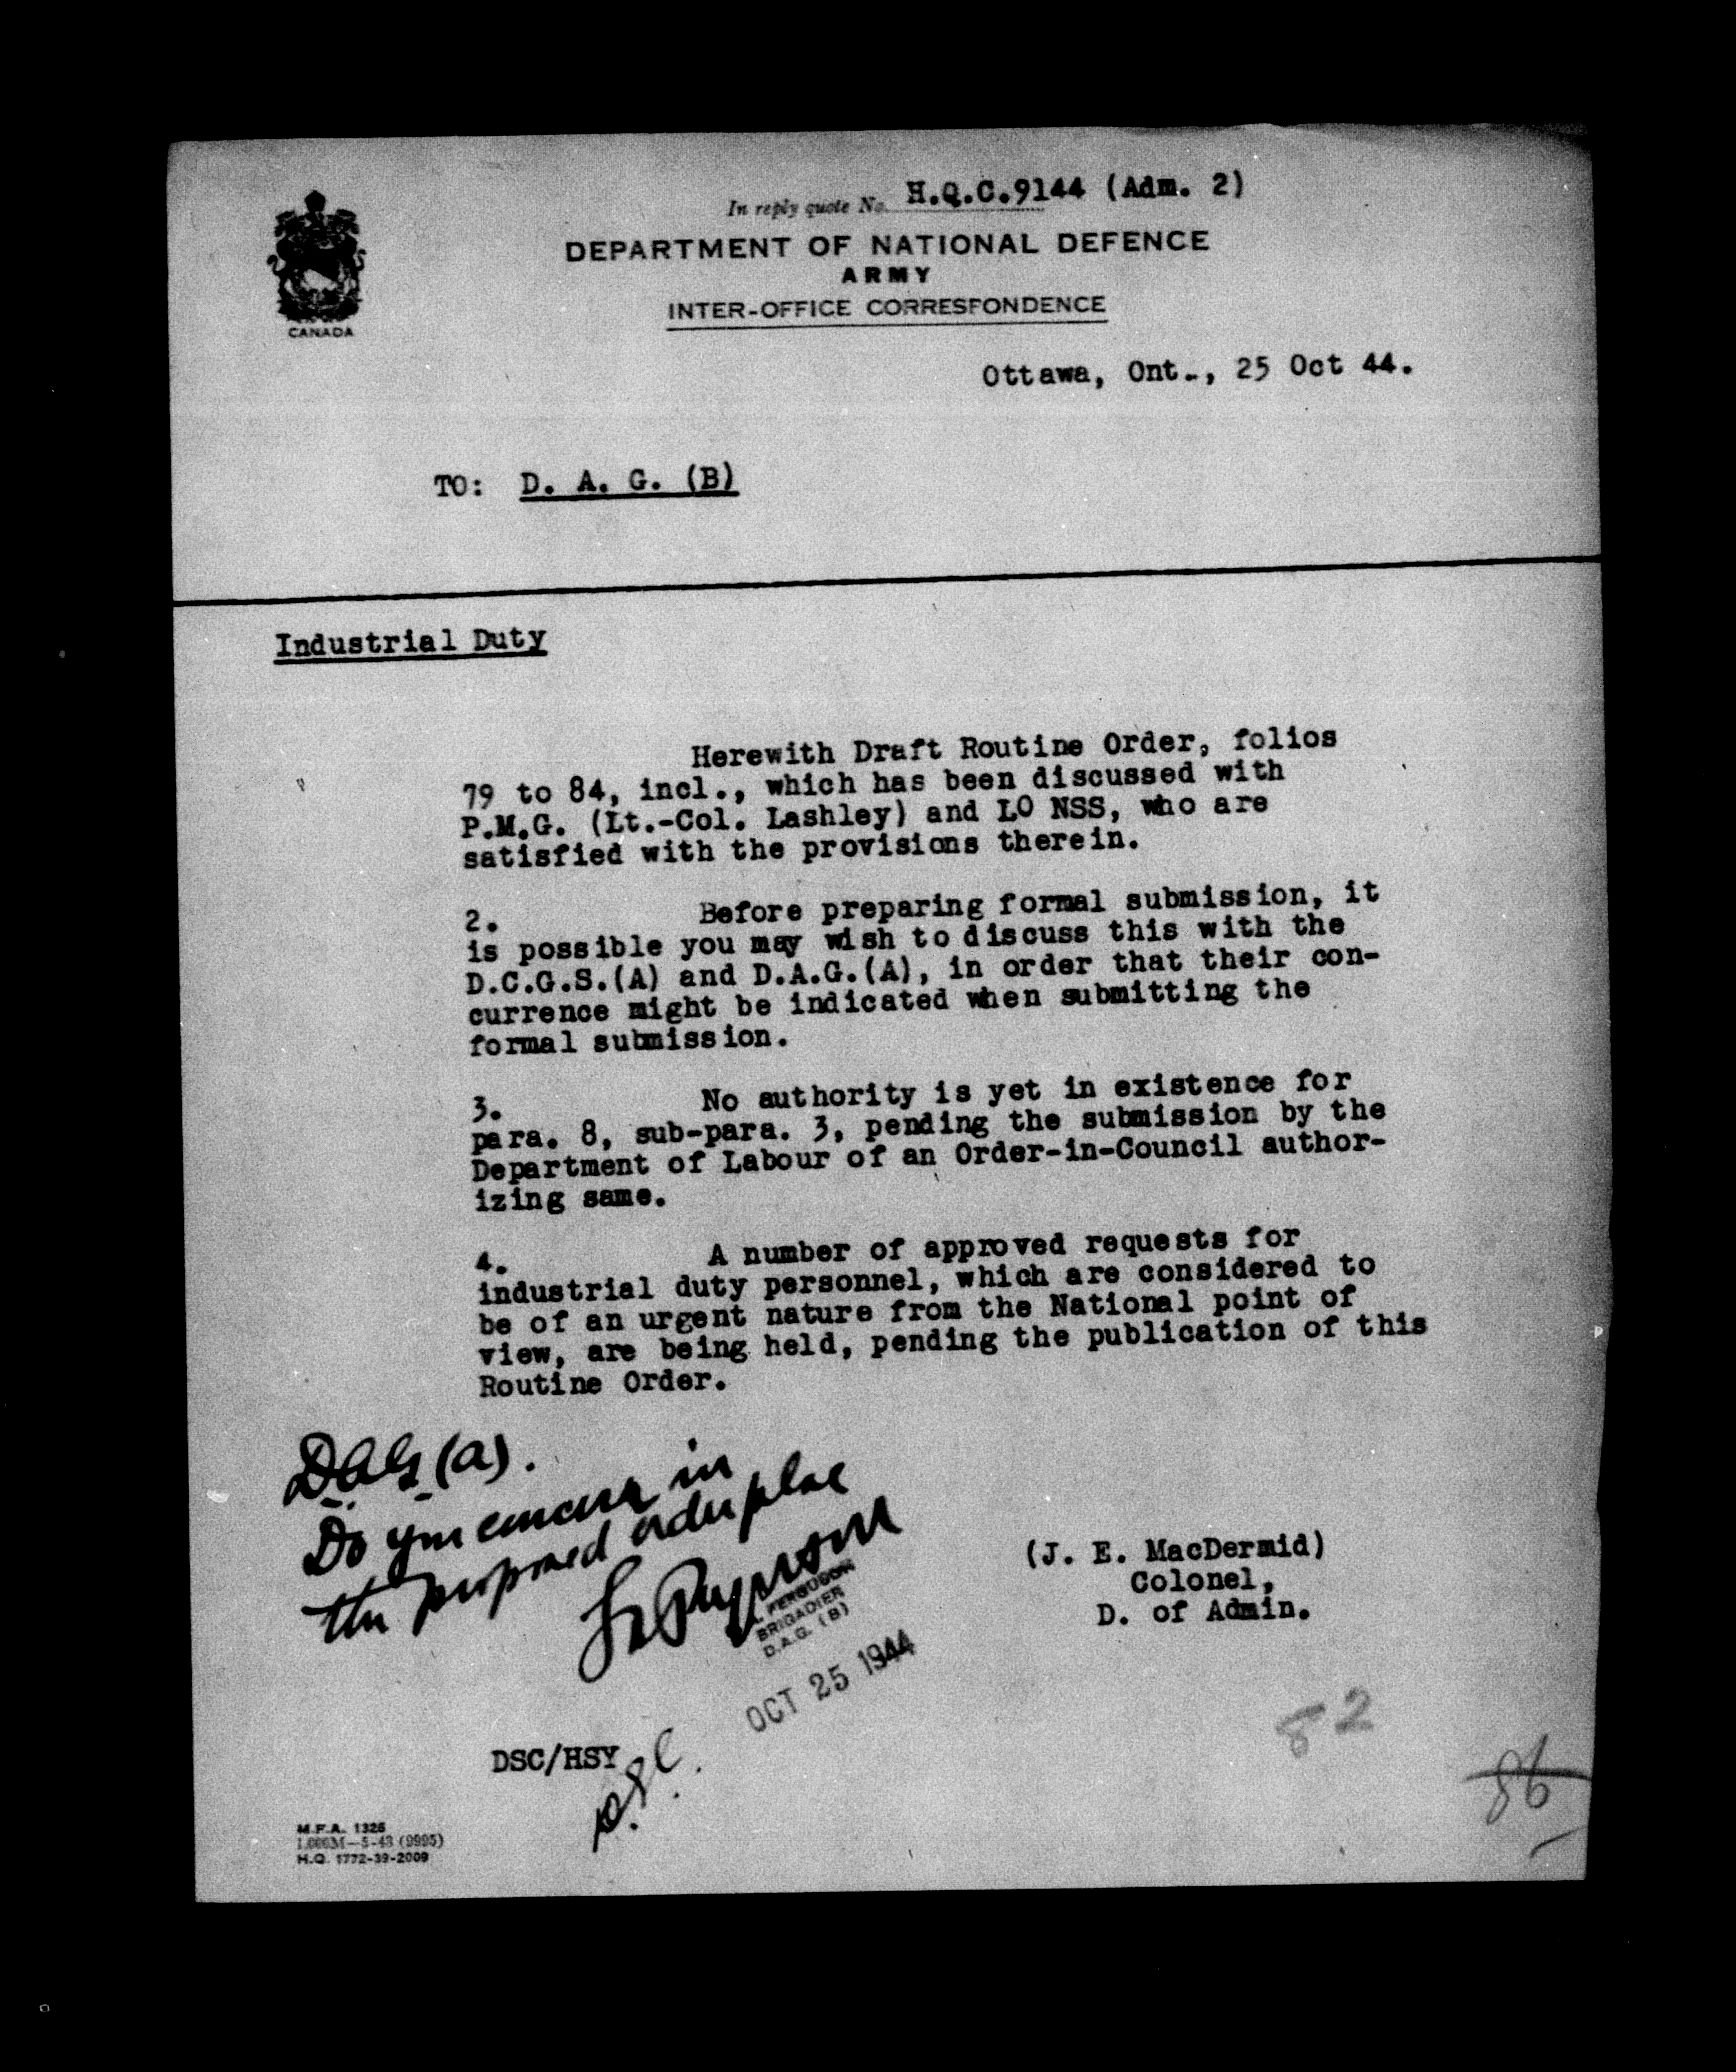 In reply quote No. H.Q.C.9144 (Adm. 2)
DEPARTMENT OF NATIONAL DEFENCE
ARMY
INTER-OFFICE CORRESPONDENCE
CANADA
Ottawa, Ont., 25 Oct 44.
TO: D. A. G. (B)
Industrial Duty
Herewith Draft Routine Order, folios
79 to 84, incl., which has been discussed with
P.M.G. (Lt.-Col. Lashley) and LO NSS, who are
satisfied with the provisions therein.
2. Before preparing formal submission, it
is possible you may wish to discuss this with the
D.C.G.S.(A) and D.A.G.(A), in order that their con-
currence might be indicated when submitting the
formal submission.
3. No authority is yet in existence for
para. 8, sub-para. 3, pending the submission by the
Department of Labour of an Order-in-Council author-
izing same.
4. A number of approved requests for
industrial duty personnel, which are considered to
be of an urgent nature from the National point of
view, are being held, pending the publication of this
Routine Order.
DAG (A).
Do you concur in
the proposed order please
Ferguson
FERGUSON
BRIGADIER
D.A.G. (B)
OCT 25 1944
(J. E. MacDermid)
Colonel,
D. of Admin.
82
86
DSC/HSY
M.F.A. 1326
5-43 (9995)
H.Q. 1772-39-2009